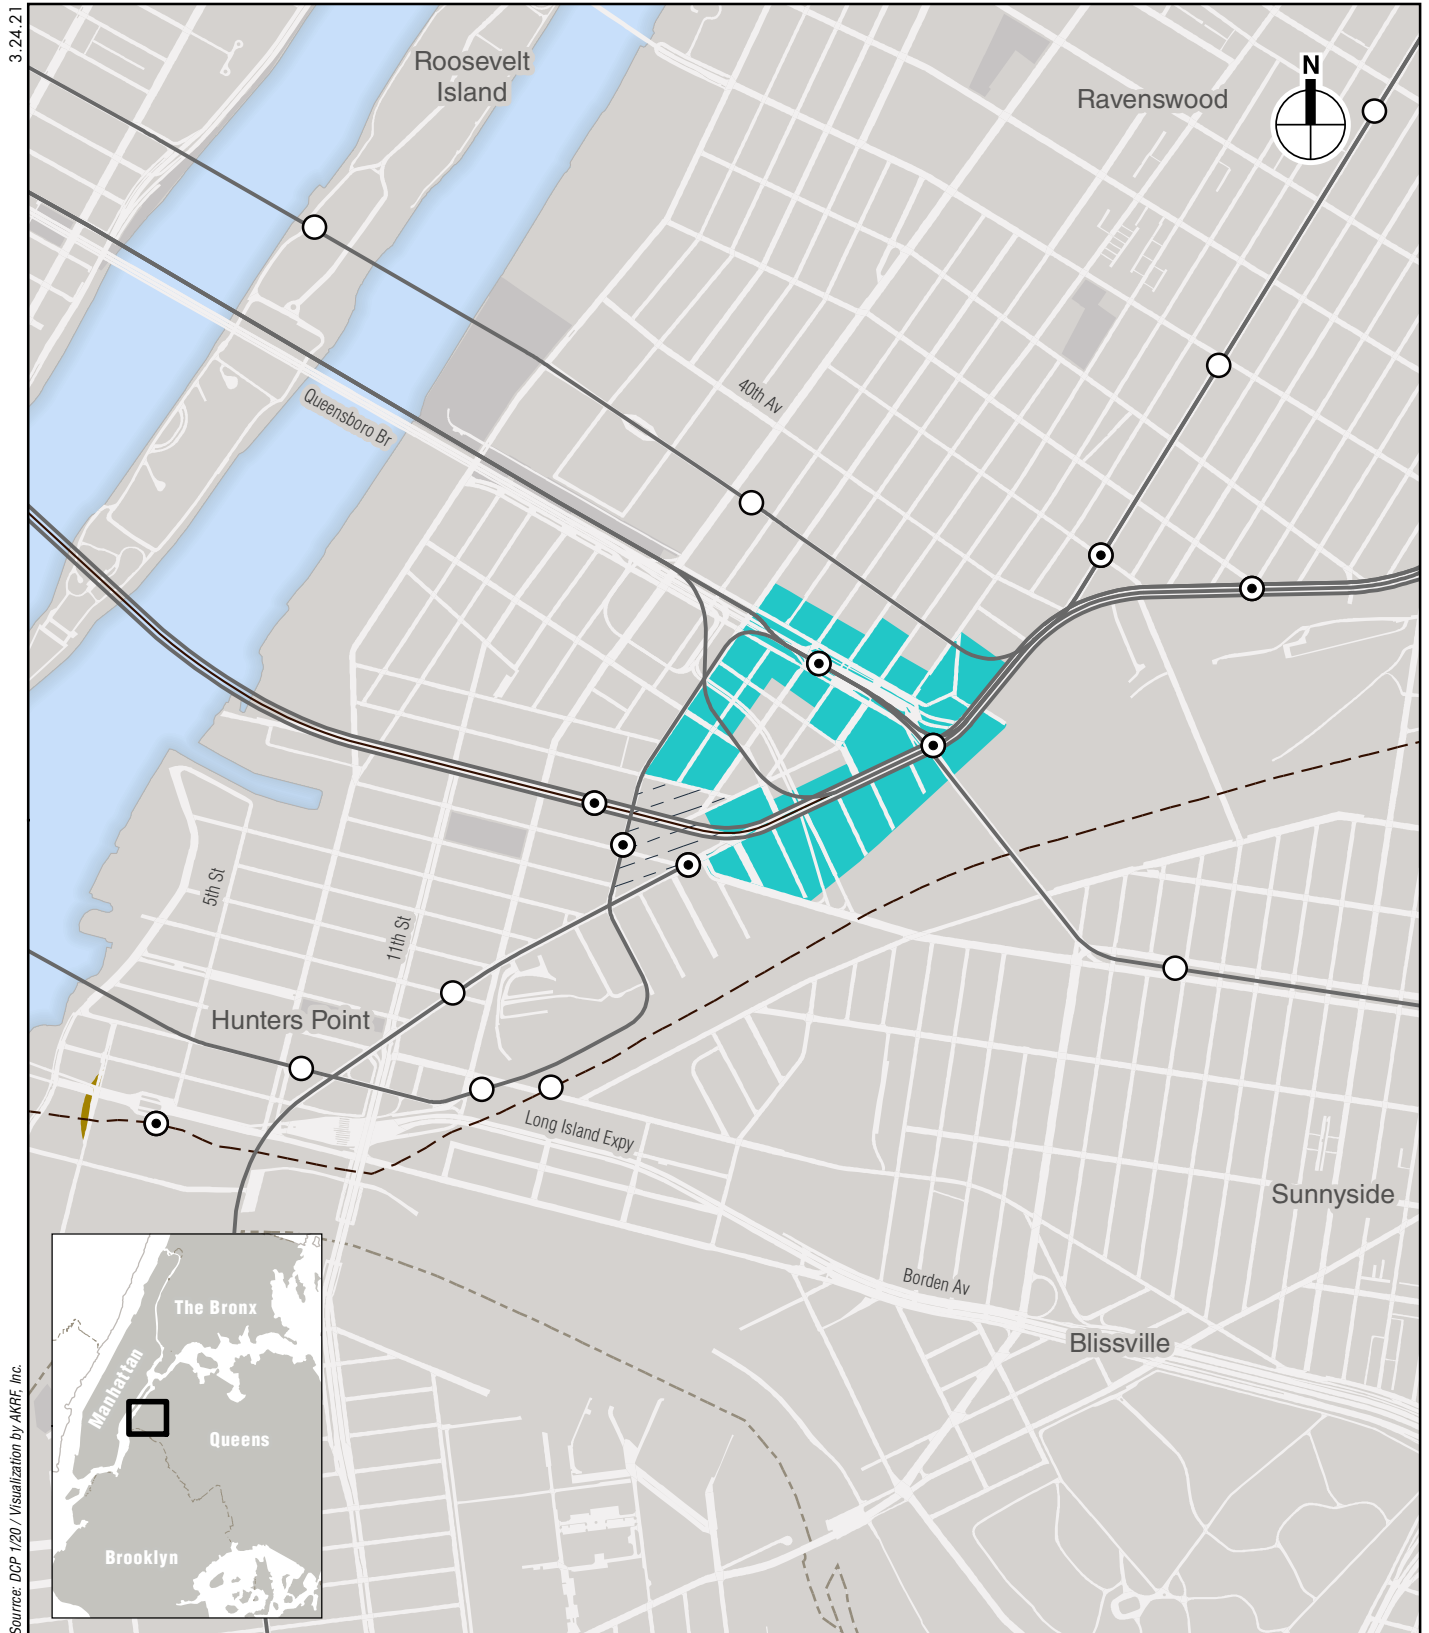 3.24.21
Roosevelt
Island
Ravenswood
N
Queensboro Br
40th Av
5th St
11th St
Hunters Point
Long Island Expy
Sunnyside
Borden Av
Blissville
The Bronx
Manhattan
Queens
Brooklyn
Sourrce: DCP 1/20 / Visualization by AKRF, Inc.